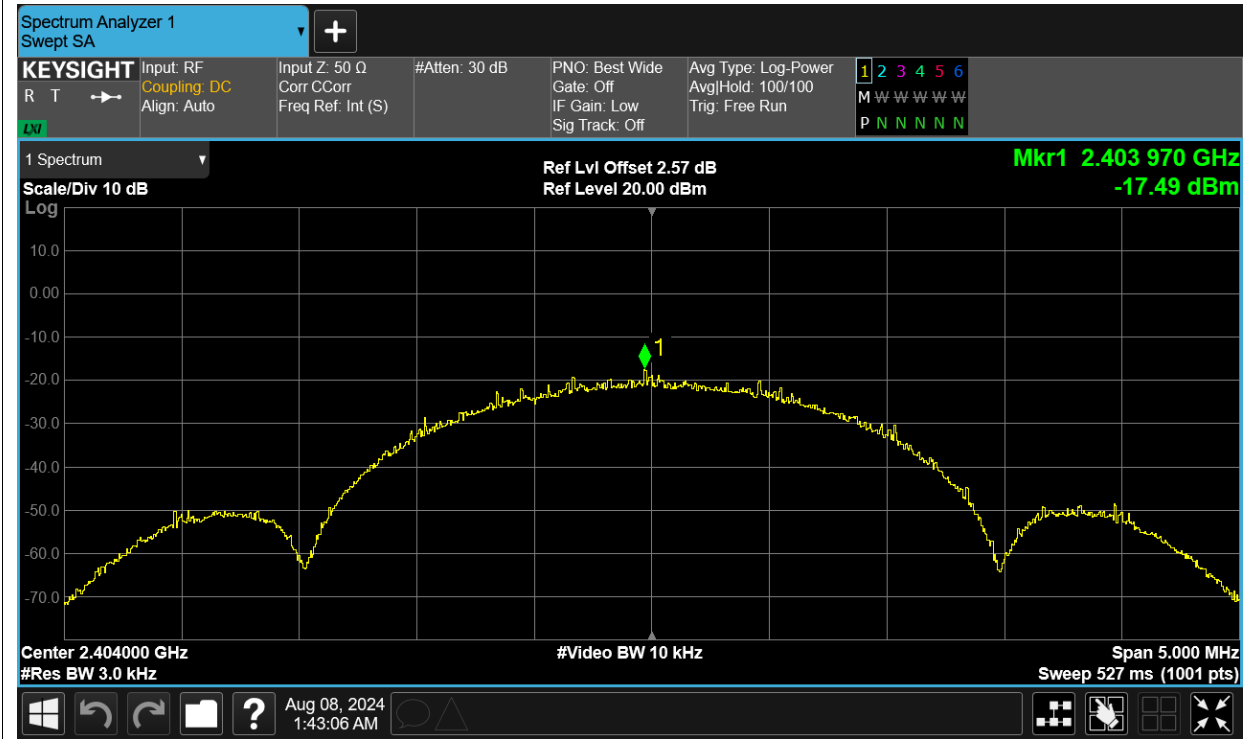 Spectrum Analyzer 1
Swept SA
+
KEYSIGHT
R T
LXI
Input: RF
Coupling: DC
Align: Auto
Input Z: 50 Ω
Corr CCorr
Freq Ref: Int (S)
#Atten: 30 dB
PNO: Best Wide
Gate: Off
IF Gain: Low
Sig Track: Off
Avg Type: Log-Power
Avg|Hold: 100/100
Trig: Free Run
1 2 3 4 5 6
M W W W W W
P N N N N N
1 Spectrum
Scale/Div 10 dB
Ref Lvl Offset 2.57 dB
Ref Level 20.00 dBm
Mkr1 2.403 970 GHz
-17.49 dBm
Log
10.0
0.00
-10.0
1
-20.0
-30.0
-40.0
-50.0
-60.0
-70.0
Center 2.404000 GHz
#Video BW 10 kHz
Span 5.000 MHz
#Res BW 3.0 kHz
Sweep 527 ms (1001 pts)
?
Aug 08, 2024
1:43:06 AM